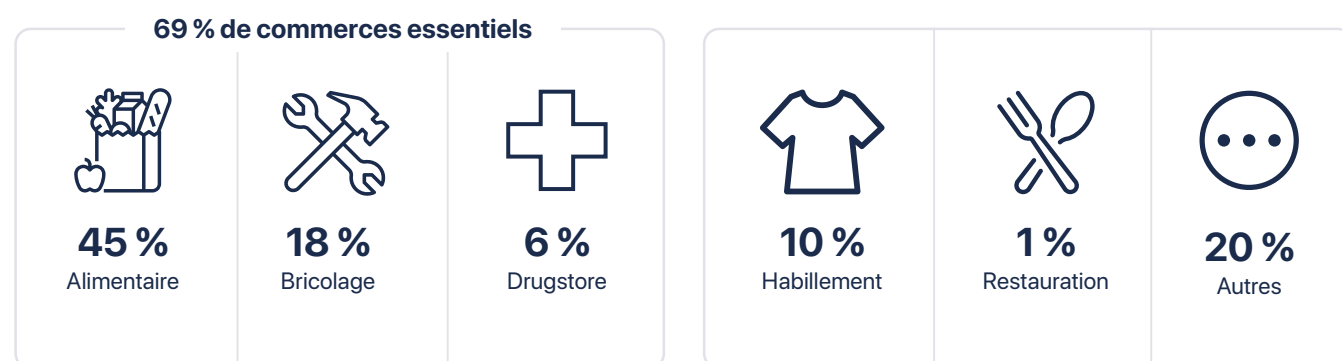 69 % de commerces essentiels
45 %
Alimentaire
18 %
Bricolage
6 %
Drugstore
10 %
Habillement
1 %
Restauration
20 %
Autres